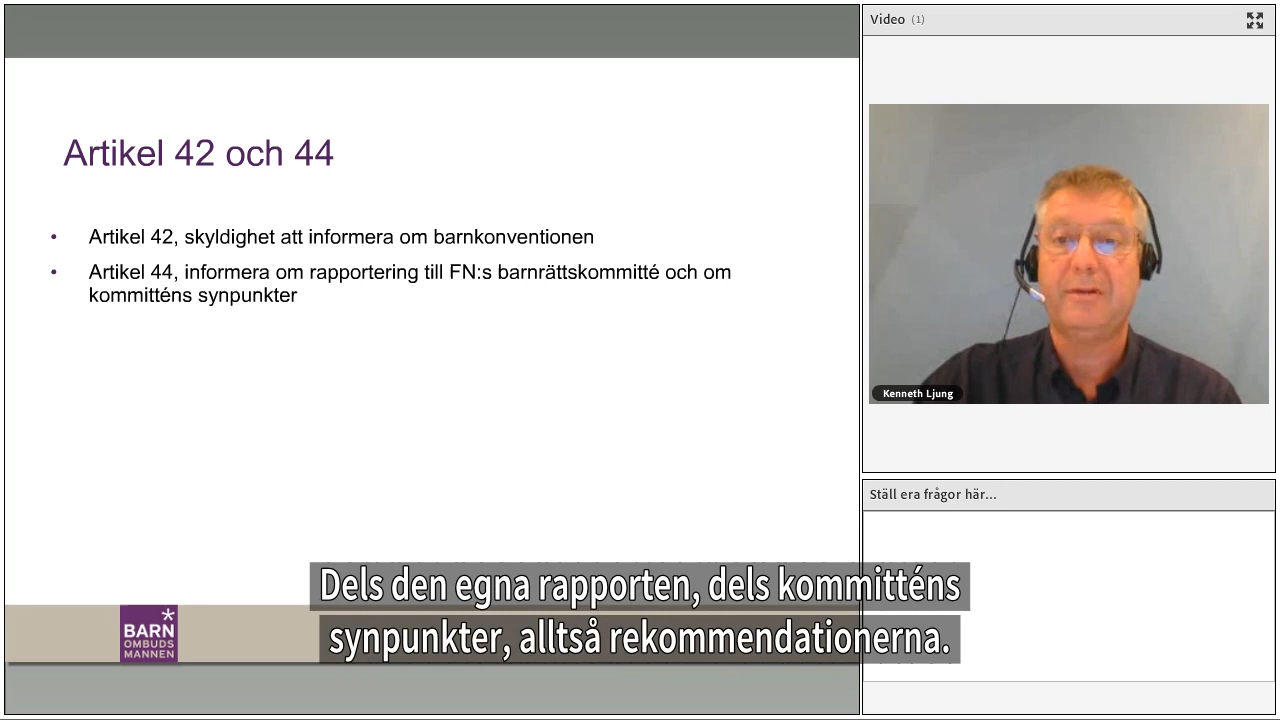 Artikel 42 och 44
• Artikel 42, skyldighet att informera om barnkonventionen
• Artikel 44, informera om rapportering till FN:s barnrättskommitté och om
kommitténs synpunkter
BARN
OMBUDS
MANNEN
Video (1)
Kenneth Ljung
Ställ era frågor här...
Dels den egna rapporten, dels kommitténs
synpunkter, alltså rekommendationerna.